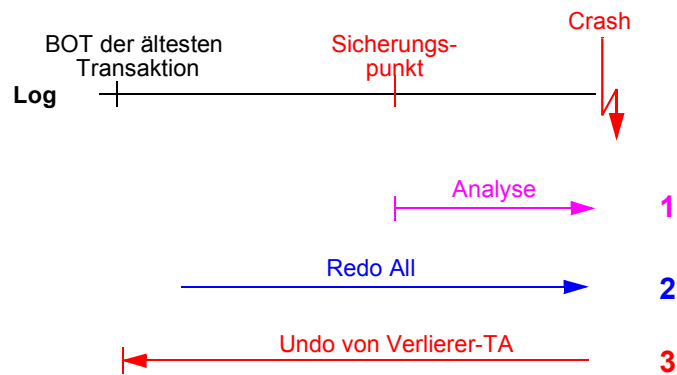 Crash
BOT der ältesten
Transaktion
Sicherungs-
punkt
Log
Analyse
1
Redo All
2
Undo von Verlierer-TA
3